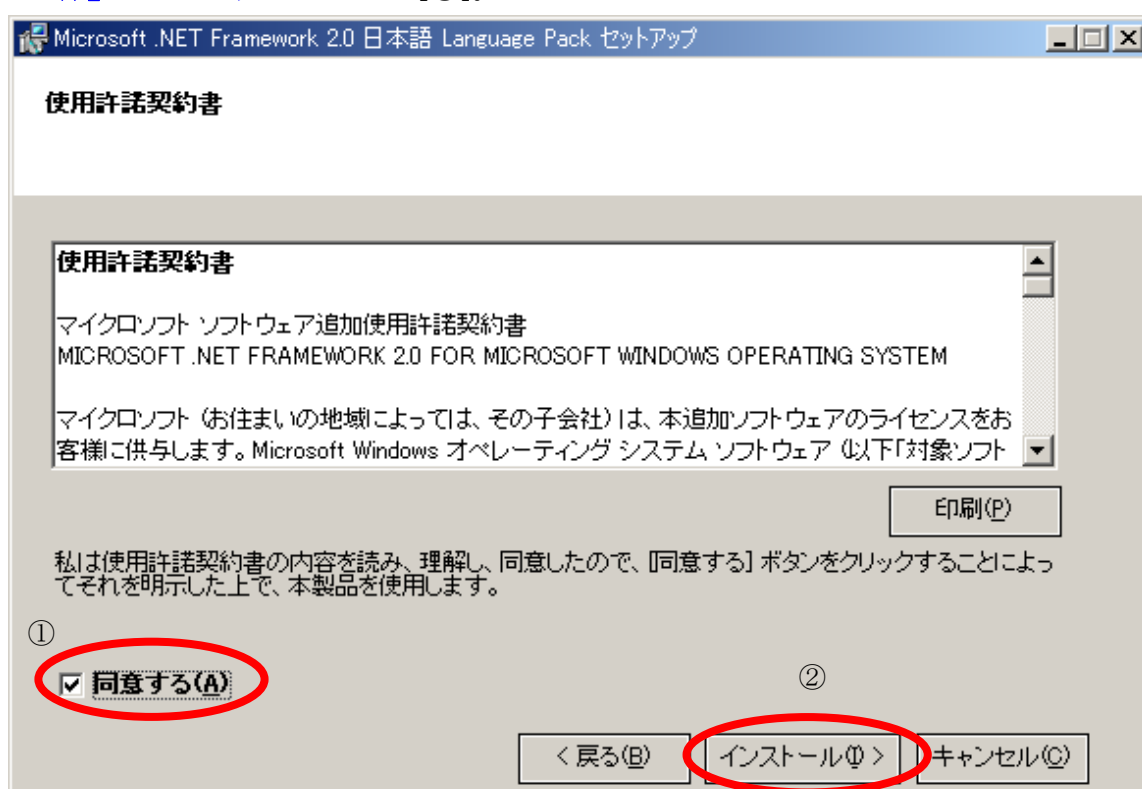 Microsoft .NET Framework 2.0 日本語 Language Pack セットアップ
使用許諾契約書
使用許諾契約書
マイクロソフト ソフトウェア追加使用許諾契約書
MICROSOFT .NET FRAMEWORK 2.0 FOR MICROSOFT WINDOWS OPERATING SYSTEM
マイクロソフト (お住まいの地域によっては、その子会社) は、本追加ソフトウェアのライセンスをお
客様に供与します。Microsoft Windows オペレーティング システム ソフトウェア (以下「対象ソフト
印刷(P)
私は使用許諾契約書の内容を読み、理解し、同意したので、[同意する] ボタンをクリックすることによっ
てそれを明示した上で、本製品を使用します。
①
同意する(A)
②
< 戻る(B)
インストール(I) >
キャンセル(C)